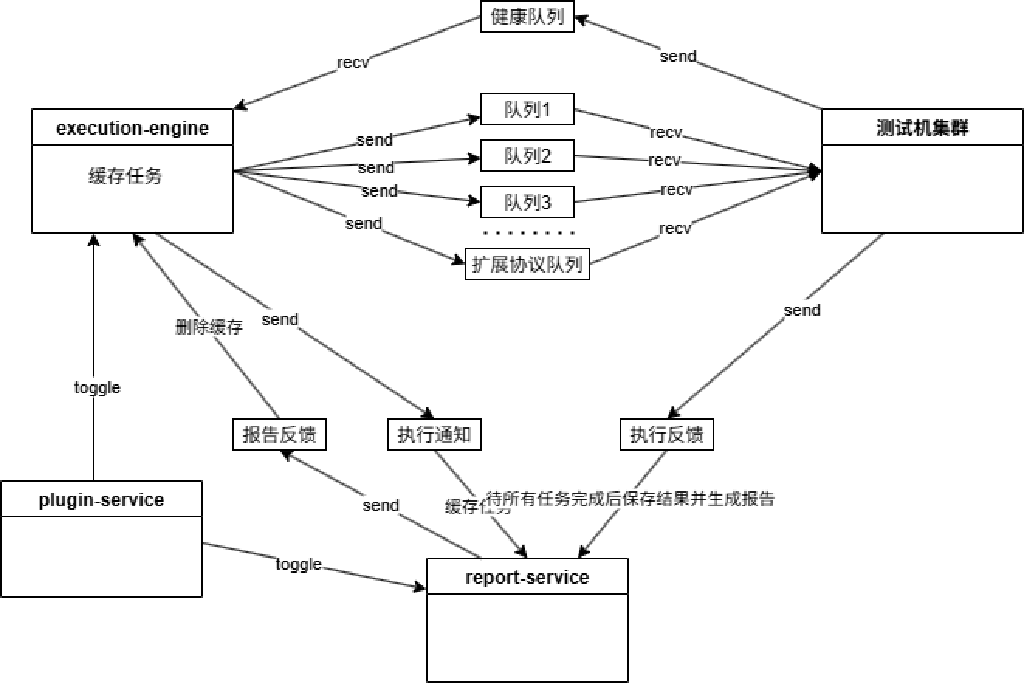 健康队列
recv
send
execution-engine
缓存任务
send
send
send
send
队列1
队列2
队列3
········
扩展协议队列
recv
recv
recv
recv
测试机集群
删除缓存
send
send
toggle
报告反馈
执行通知
执行反馈
plugin-service
send
缓存任务
待所有任务完成后保存结果并生成报告
toggle
report-service